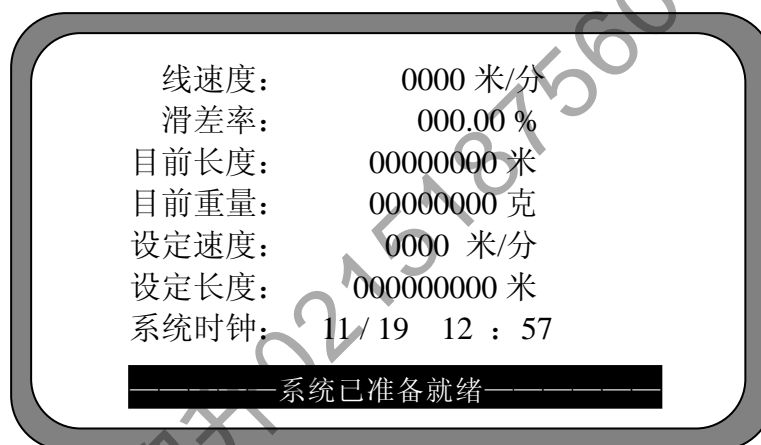 线速度： 0000 米/分
滑差率： 000.00 %
目前长度： 00000000 米
目前重量： 00000000 克
设定速度： 0000 米/分
设定长度： 000000000 米
系统时钟： 11 / 19 12 ： 57
——————系统已准备就绪——————
0215187560